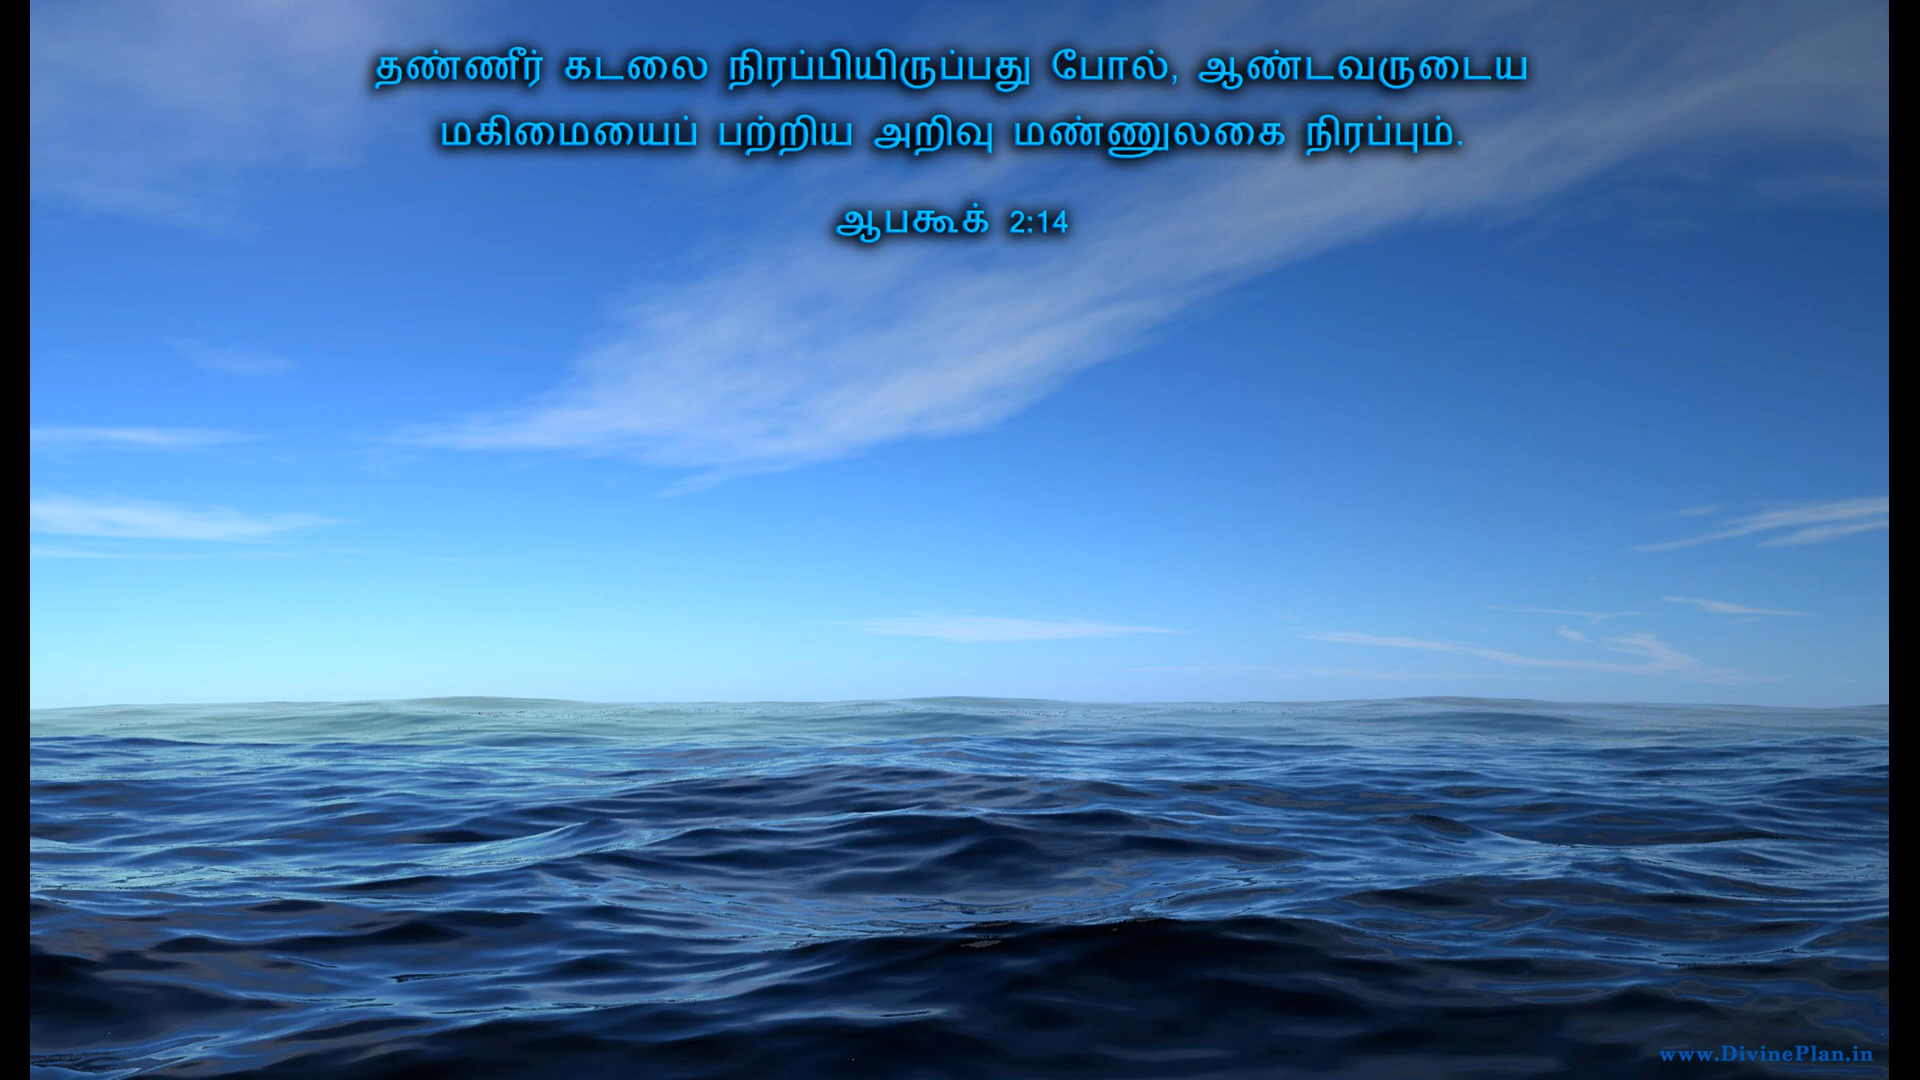 தண்ணீர் கடலை நிரப்பியிருப்பது போல், ஆண்டவருடைய
மகிமையைப் பற்றிய அறிவு மண்ணுலகை நிரப்பும்.
ஆபகூக் 2:14
www.DivinePlan.in